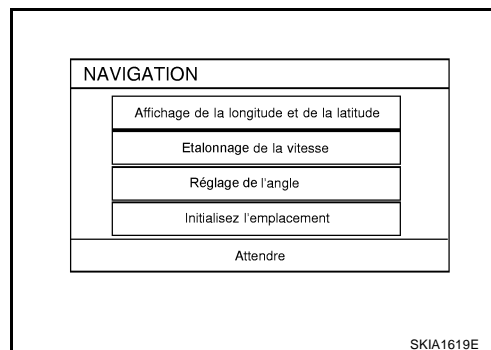 NAVIGATION
Affichage de la longitude et de la latitude
Etalonnage de la vitesse
Réglage de l'angle
Initialisez l'emplacement
Attendre
SKIA1619E